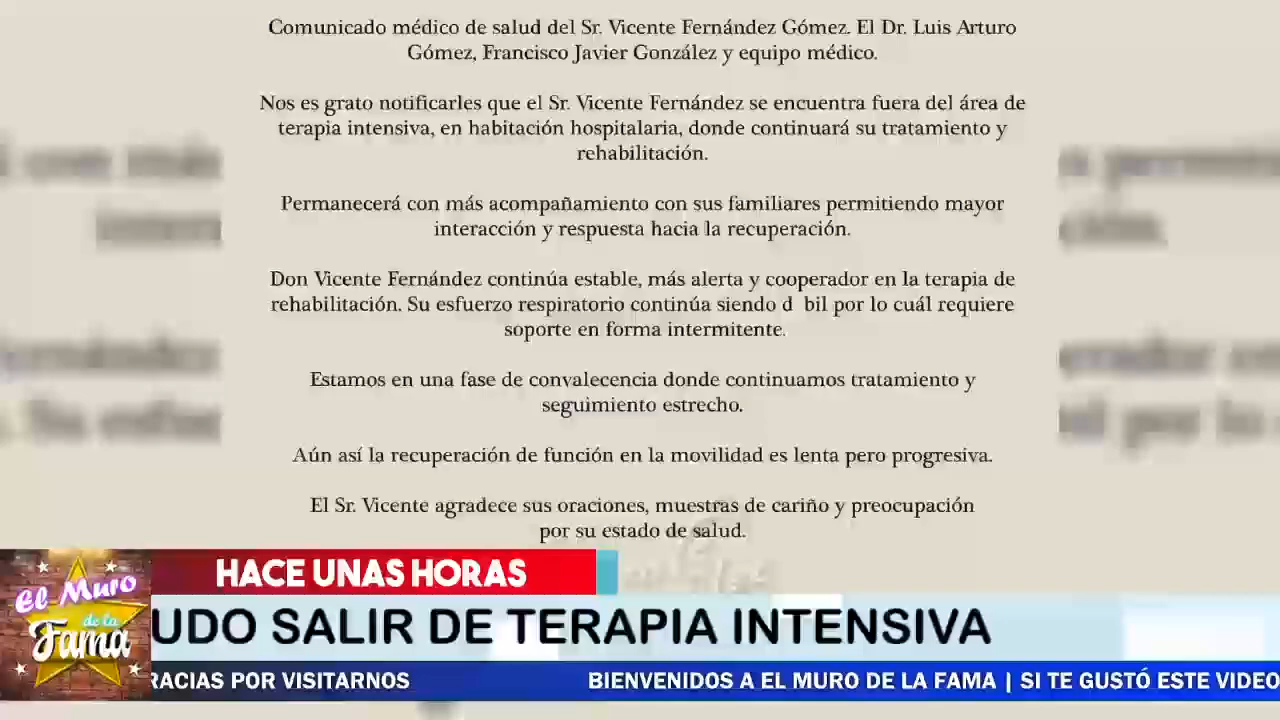 Comunicado médico de salud del Sr. Vicente Fernández Gómez. El Dr. Luis Arturo
Gómez, Francisco Javier González y equipo médico.
Nos es grato notificarles que el Sr. Vicente Fernández se encuentra fuera del área de
terapia intensiva, en habitación hospitalaria, donde continuará su tratamiento y
rehabilitación.
Permanecerá con más acompañamiento con sus familiares permitiendo mayor
interacción y respuesta hacia la recuperación.
Don Vicente Fernández continúa estable, más alerta y cooperador en la terapia de
rehabilitación. Su esfuerzo respiratorio continúa siendo d bil por lo cuál requiere
soporte en forma intermitente.
Estamos en una fase de convalecencia donde continuamos tratamiento y
seguimiento estrecho.
Aún así la recuperación de función en la movilidad es lenta pero progresiva.
El Sr. Vicente agradece sus oraciones, muestras de cariño y preocupación
por su estado de salud.
HACE UNAS HORAS
El Muro
de la
Fama
UDO SALIR DE TERAPIA INTENSIVA
RACIAS POR VISITARNOS
BIENVENIDOS A EL MURO DE LA FAMA | SI TE GUSTÓ ESTE VIDEO